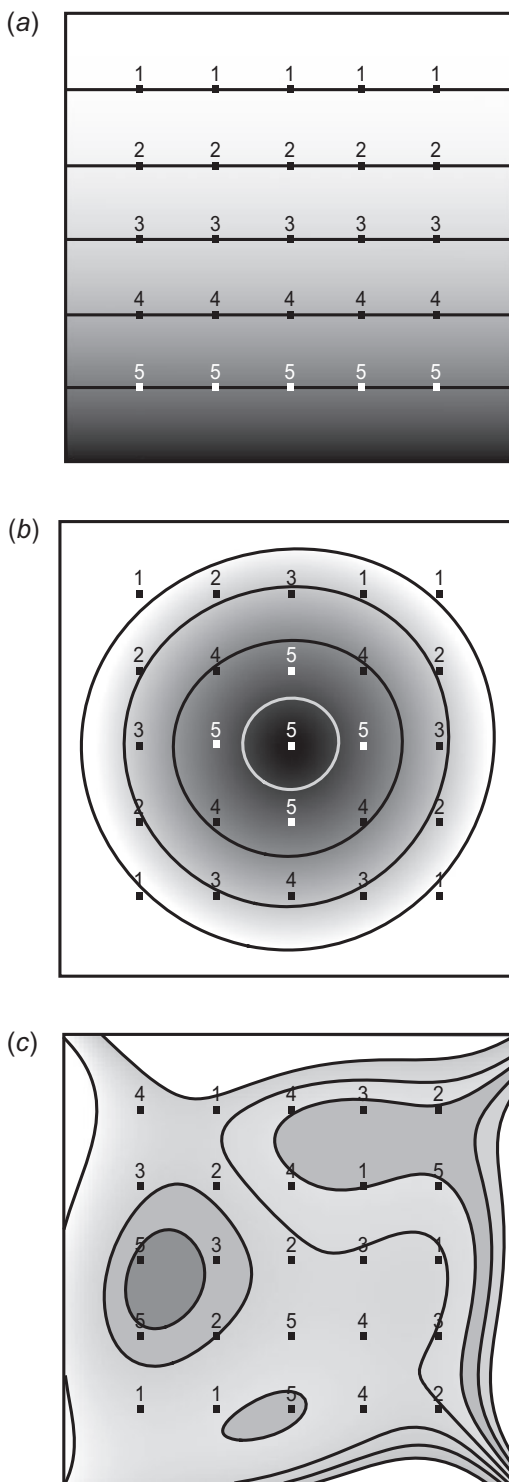 (a)
1 1 1 1 1
2 2 2 2 2
3 3 3 3 3
4 4 4 4 4
5 5 5 5 5
(b)
1 2 3 1 1
2 4 5 4 2
3 5 5 5 3
2 4 5 4 2
1 3 4 3 1
(c)
4 1 4 3 2
3 2 4 1 5
5 3 2 3 1
5 2 5 4 3
1 1 5 4 2